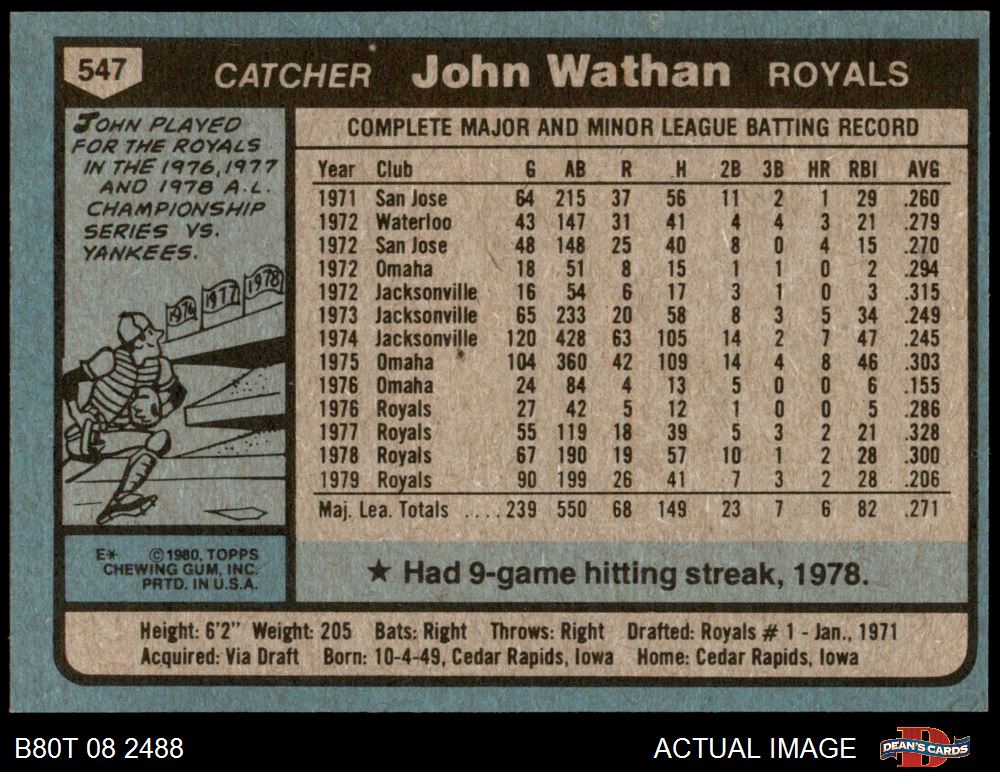 547 CATCHER John Wathan ROYALS
JOHN PLAYED
FOR THE ROYALS
IN THE 1976, 1977
AND 1978 A.L.
CHAMPIONSHIP
SERIES VS.
YANKEES.
1976 1977 1978
E* © 1980, TOPPS
CHEWING GUM, INC.
PRTD. IN U.S.A.
COMPLETE MAJOR AND MINOR LEAGUE BATTING RECORD
Year Club G AB R H 2B 3B HR RBI AVG
1971 San Jose 64 215 37 56 11 2 1 29 .260
1972 Waterloo 43 147 31 41 4 4 3 21 .279
1972 San Jose 48 148 25 40 8 0 4 15 .270
1972 Omaha 18 51 8 15 1 1 0 2 .294
1972 Jacksonville 16 54 6 17 3 1 0 3 .315
1973 Jacksonville 65 233 20 58 8 3 5 34 .249
1974 Jacksonville 120 428 63 105 14 2 7 47 .245
1975 Omaha 104 360 42 109 14 4 8 46 .303
1976 Omaha 24 84 4 13 5 0 0 6 .155
1976 Royals 27 42 5 12 1 0 0 5 .286
1977 Royals 55 119 18 39 5 3 2 21 .328
1978 Royals 67 190 19 57 10 1 2 28 .300
1979 Royals 90 199 26 41 7 3 2 28 .206
Maj. Lea. Totals ....239 550 68 149 23 7 6 82 .271
★ Had 9-game hitting streak, 1978.
Height: 6'2" Weight: 205 Bats: Right Throws: Right Drafted: Royals # 1 - Jan., 1971
Acquired: Via Draft Born: 10-4-49, Cedar Rapids, Iowa Home: Cedar Rapids, Iowa
B80T 08 2488 ACTUAL IMAGE DEAN'S CARDS